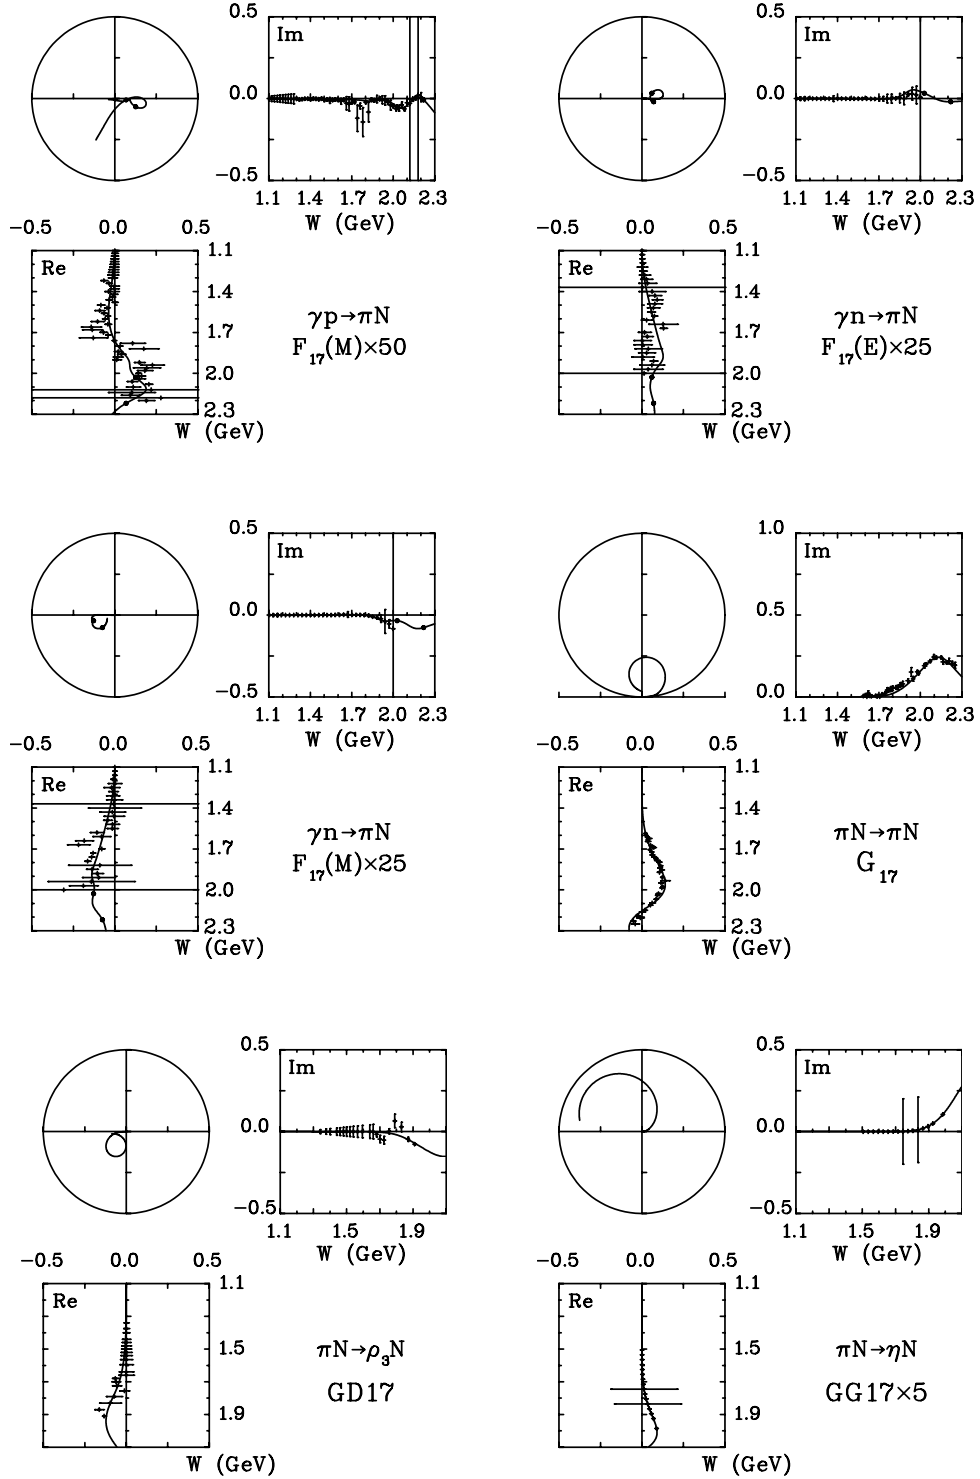 0.5
Im
0.0
−0.5
1.1 1.4 1.7 2.0 2.3
W (GeV)
−0.5 0.0 0.5
Re
1.1
1.4
1.7
2.0
2.3
W (GeV)
γp→πN
F17(M)×50
0.5
Im
0.0
−0.5
1.1 1.4 1.7 2.0 2.3
W (GeV)
−0.5 0.0 0.5
Re
1.1
1.4
1.7
2.0
2.3
W (GeV)
γn→πN
F17(E)×25
0.5
Im
0.0
−0.5
1.1 1.4 1.7 2.0 2.3
W (GeV)
−0.5 0.0 0.5
Re
1.1
1.4
1.7
2.0
2.3
W (GeV)
γn→πN
F17(M)×25
1.0
Im
0.5
0.0
1.1 1.4 1.7 2.0 2.3
W (GeV)
−0.5 0.0 0.5
Re
1.1
1.4
1.7
2.0
2.3
W (GeV)
πN→πN
G17
0.5
Im
0.0
−0.5
1.1 1.5 1.9
W (GeV)
−0.5 0.0 0.5
Re
1.1
1.5
1.9
W (GeV)
πN→ρ3N
GD17
0.5
Im
0.0
−0.5
1.1 1.5 1.9
W (GeV)
−0.5 0.0 0.5
Re
1.1
1.5
1.9
W (GeV)
πN→ηN
GG17×5